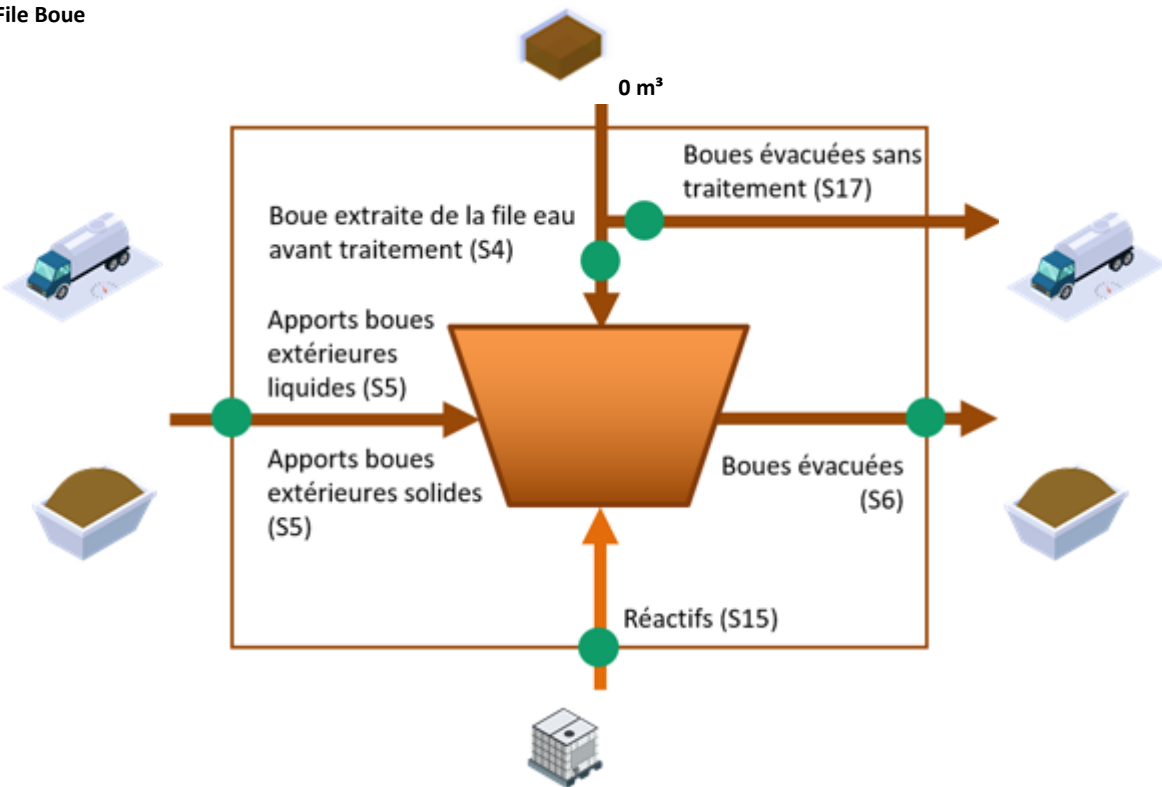 File Boue
0 m³
Boues évacuées sans
traitement (S17)
Boue extraite de la file eau
avant traitement (S4)
Apports boues
extérieures
liquides (S5)
Apports boues
extérieures solides
(S5)
Boues évacuées
(S6)
Réactifs (S15)